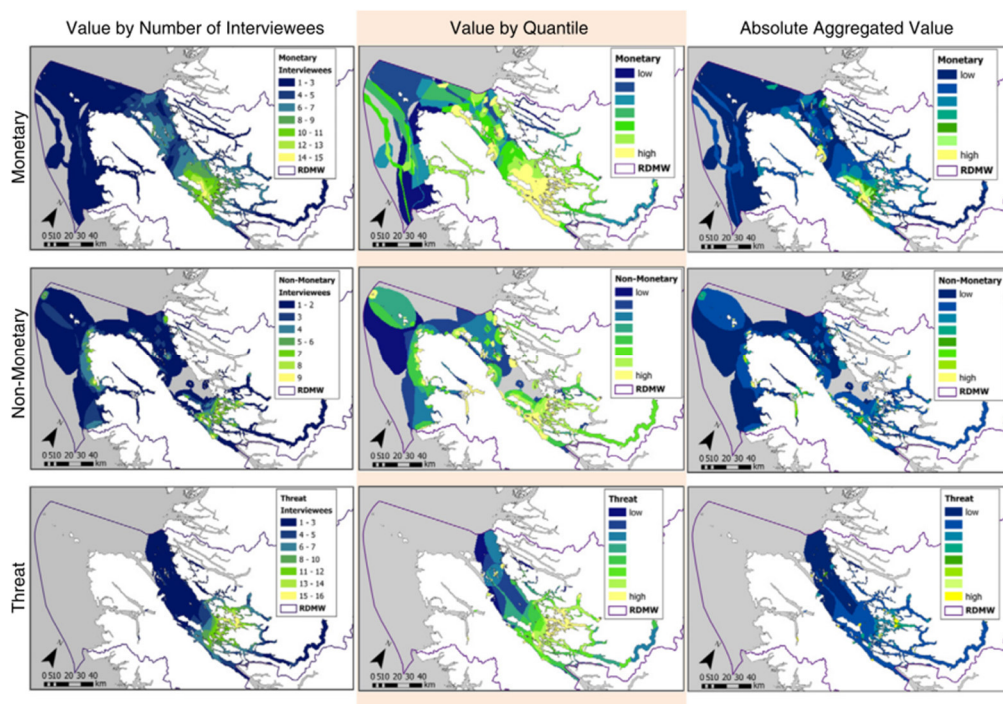 Value by Number of Interviewees
Value by Quantile
Absolute Aggregated Value
Monetary
Monetary
Interviewees
1 - 3
4 - 5
6 - 7
8 - 9
10 - 11
12 - 13
14 - 15
RDMW
N
0 5 10 20 30 40
km
Monetary
low
high
RDMW
N
0 5 10 20 30 40
km
Monetary
low
high
RDMW
N
0 5 10 20 30 40
km
Non-Monetary
Non-Monetary
Interviewees
1 - 2
3
4
5 - 6
7
8
9
RDMW
N
0 5 10 20 30 40
km
Non-Monetary
low
high
RDMW
N
0 5 10 20 30 40
km
Non-Monetary
low
high
RDMW
N
0 5 10 20 30 40
km
Threat
Threat
Interviewees
1 - 3
4 - 5
6 - 7
8 - 10
11 - 12
13 - 14
15 - 16
RDMW
N
0 5 10 20 30 40
km
Threat
low
high
RDMW
N
0 5 10 20 30 40
km
Threat
low
high
RDMW
N
0 5 10 20 30 40
km